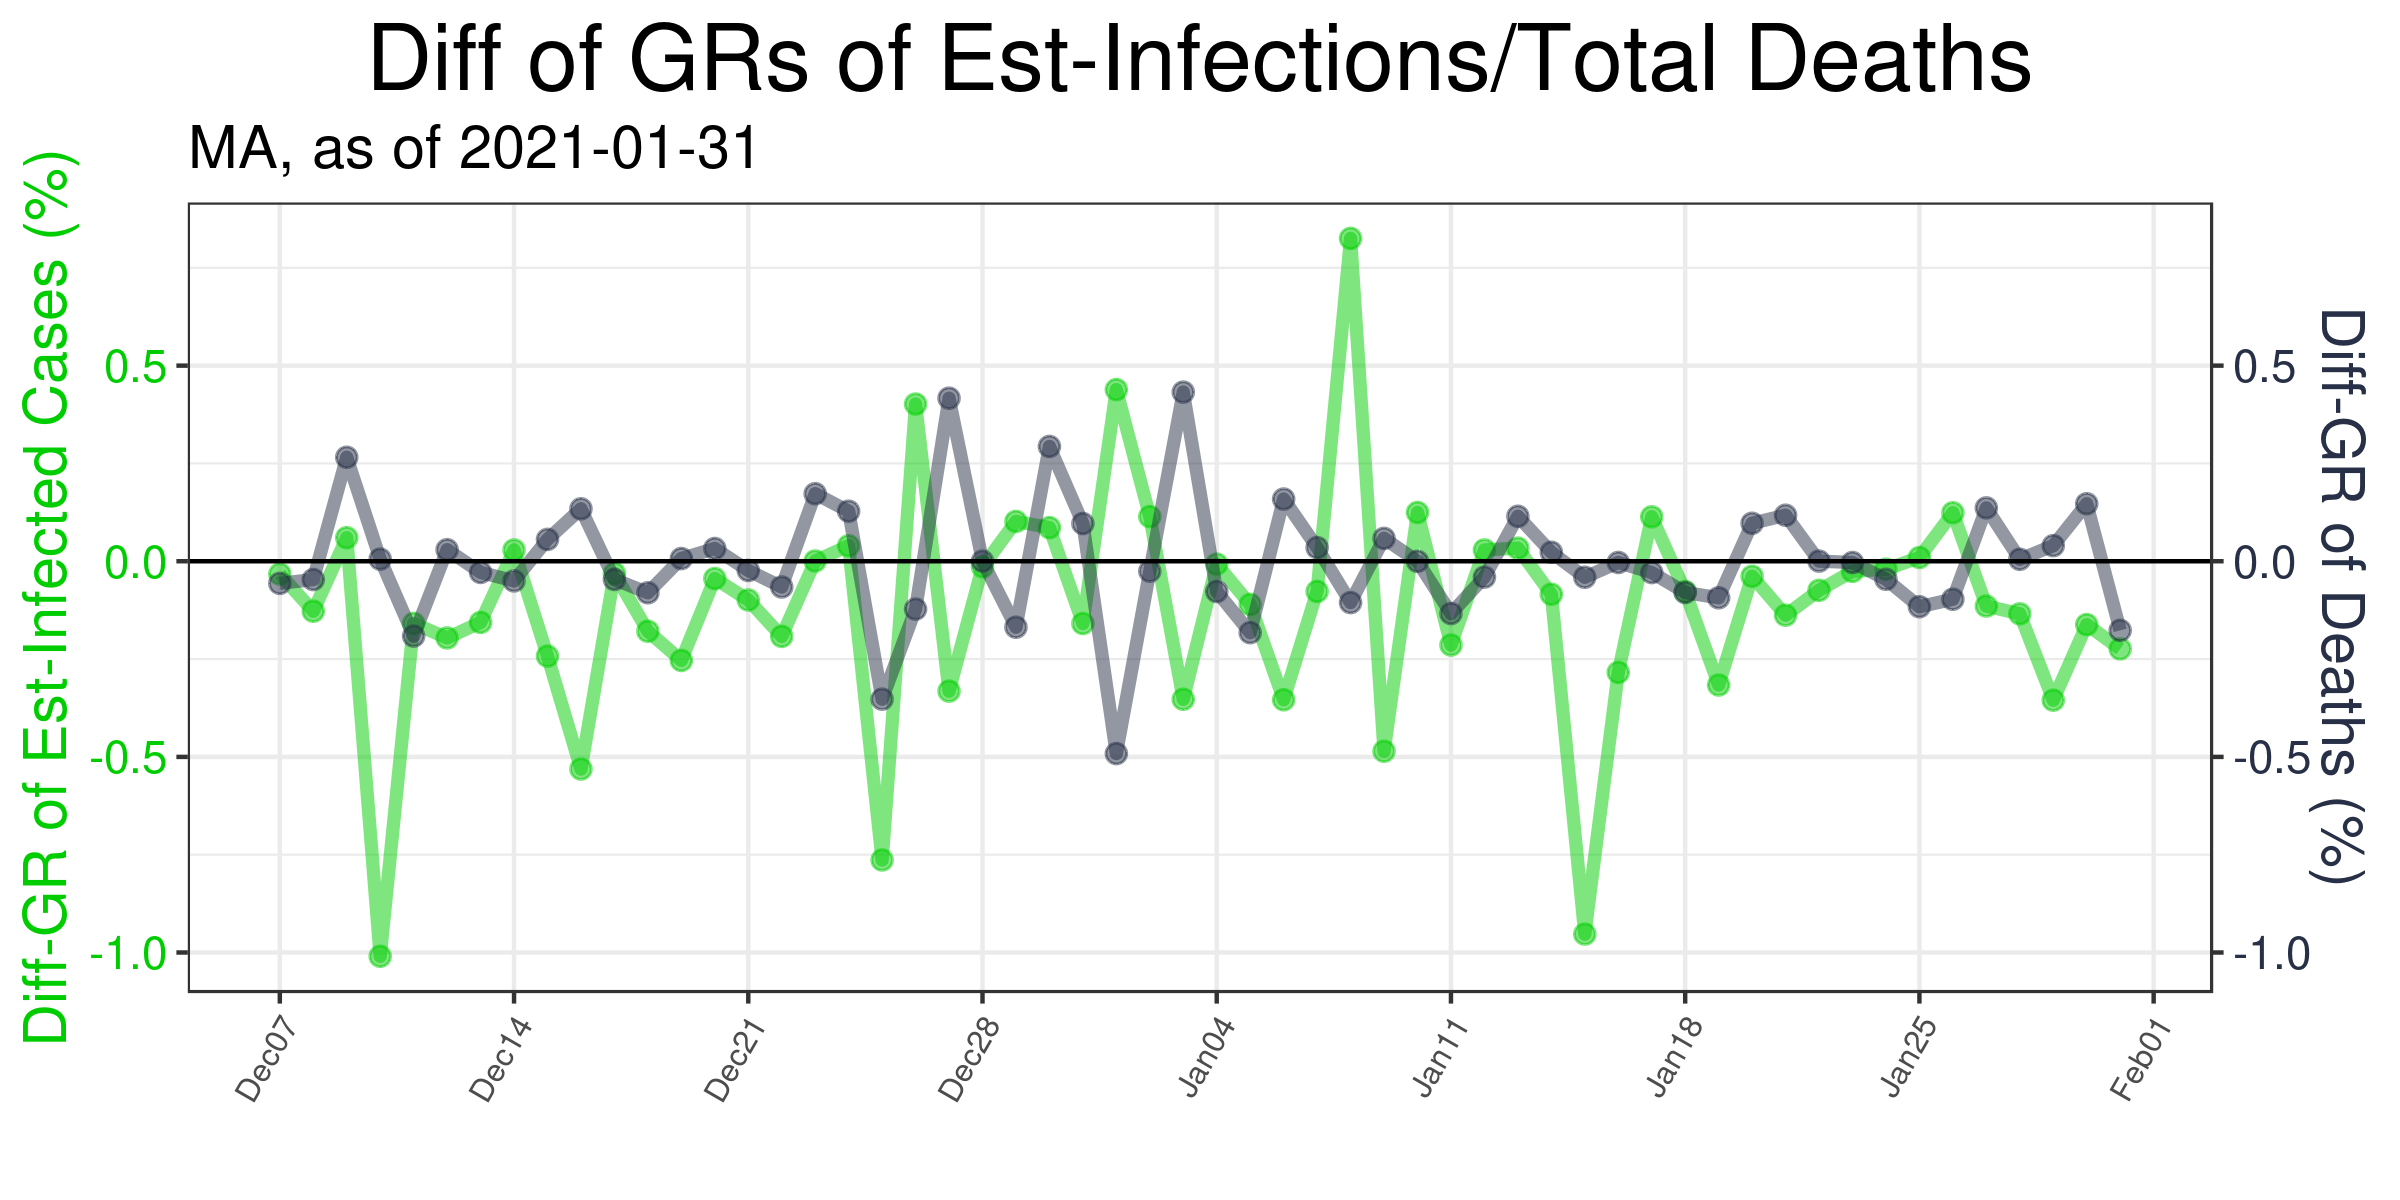 Diff of GRs of Est-Infections/Total Deaths
MA, as of 2021-01-31
Diff-GR of Est-Infected Cases (%)
0.5
0.0
-0.5
-1.0
0.5
0.0
-0.5
-1.0
Diff-GR of Deaths (%)
Dec07
Dec14
Dec21
Dec28
Jan04
Jan11
Jan18
Jan25
Feb01